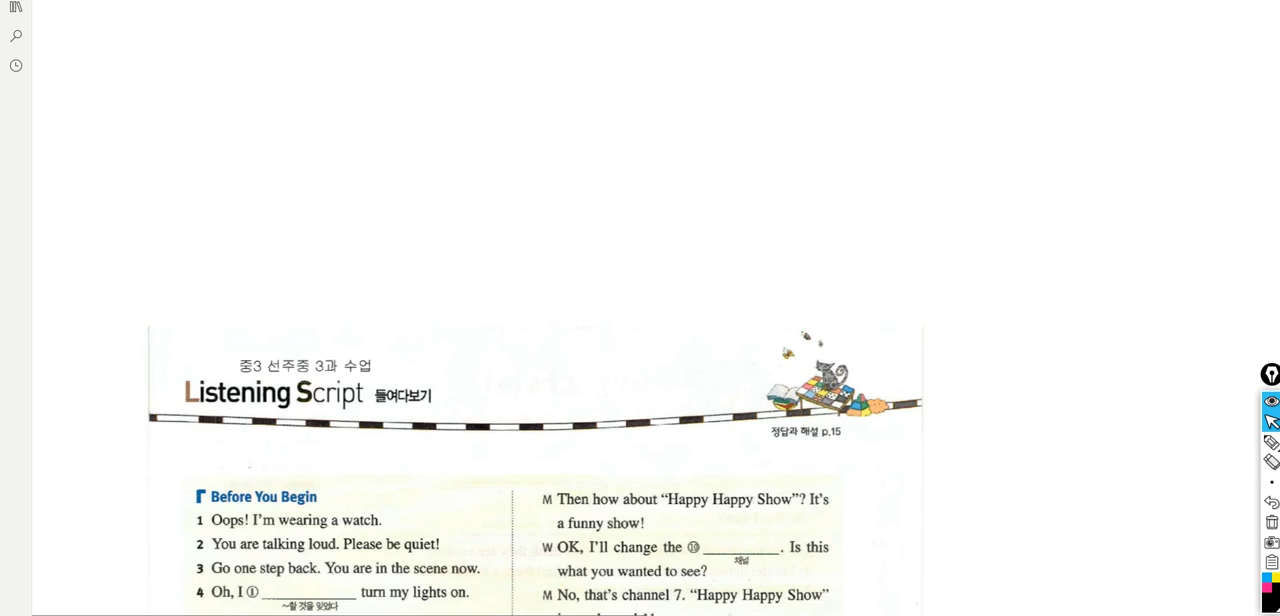 중3 선주중 3과 수업
Listening Script 들여다보기
정답과 해설 p.15
Before You Begin
1 Oops! I'm wearing a watch.
2 You are talking loud. Please be quiet!
3 Go one step back. You are in the scene now.
4 Oh, I ① ____________ turn my lights on.
~할 것을 잊었다
M Then how about “Happy Happy Show”? It's
a funny show!
W OK, I'll change the ⑩ __________. Is this
채널
what you wanted to see?
M No, that's channel 7. “Happy Happy Show”